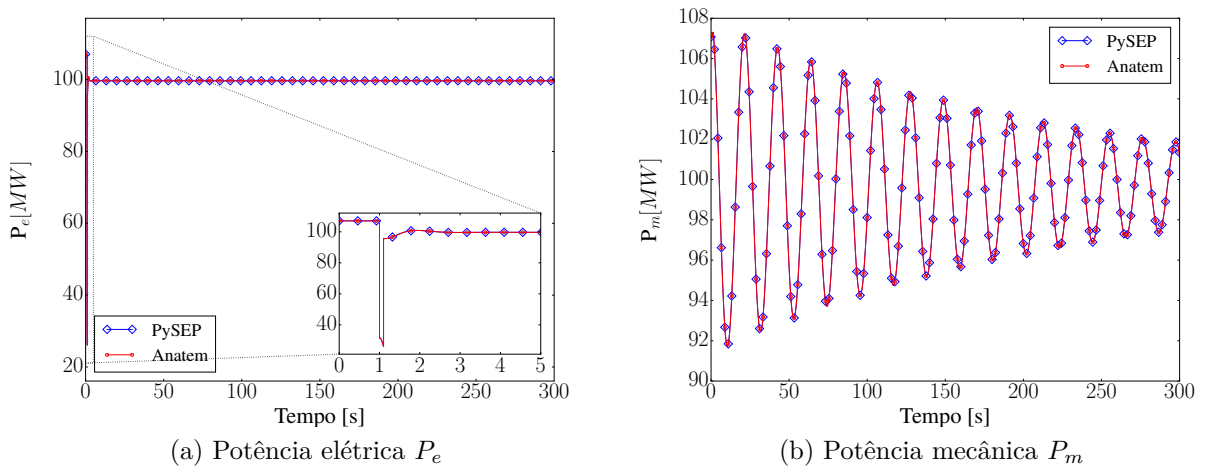 100
80
60
40
20
P_e[MW]
100
80
60
40
0 1 2 3 4 5
PySEP
Anatem
0 50 100 150 200 250 300
Tempo [s]
(a) Potência elétrica P_e
108
106
104
102
100
98
96
94
92
90
P_m[MW]
PySEP
Anatem
0 50 100 150 200 250 300
Tempo [s]
(b) Potência mecânica P_m